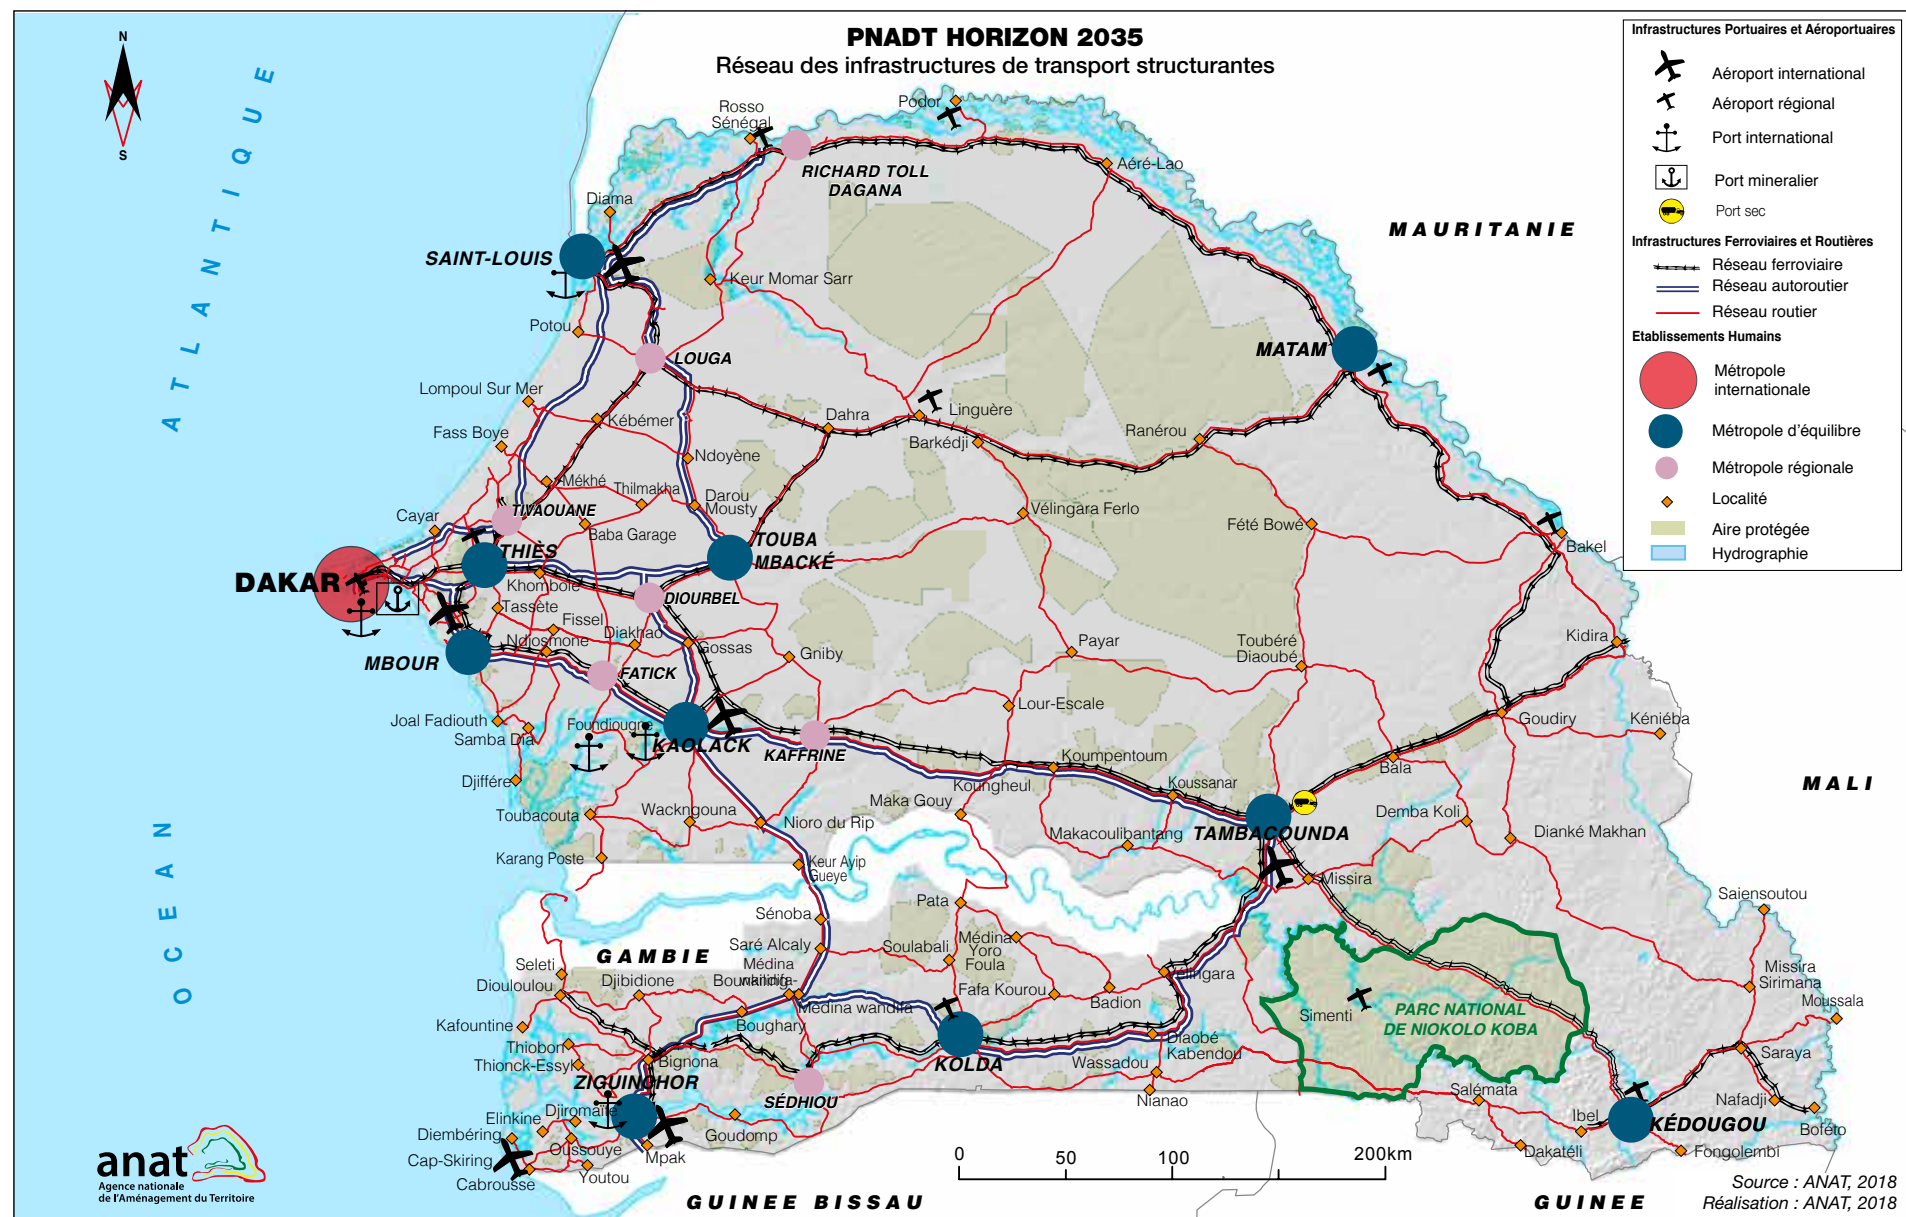 PNADT HORIZON 2035
Réseau des infrastructures de transport structurantes
N
S
OCEAN
ATLANTIQUE
MAURITANIE
MALI
GAMBIE
GUINEE BISSAU
GUINEE
Infrastructures Portuaires et Aéroportuaires
Aéroport international
Aéroport régional
Port international
Port mineralier
Port sec
Infrastructures Ferroviaires et Routières
Réseau ferroviaire
Réseau autoroutier
Réseau routier
Etablissements Humains
Métropole
internationale
Métropole d'équilibre
Métropole régionale
Localité
Aire protégée
Hydrographie
Rosso
Sénégal
Podor
RICHARD TOLL
DAGANA
Aéré-Lao
Diama
SAINT-LOUIS
Keur Momar Sarr
Potou
LOUGA
MATAM
Lompoul Sur Mer
Kébémer
Dahra
Linguère
Barkédji
Ranérou
Fass Boye
Ndoyène
Mékhé
Thilmakha
Darou
Mousty
Vélingara Ferlo
Fété Bowé
Bakel
Cayar
TIVAOUANE
Baba Garage
TOUBA
MBACKÉ
THIÈS
DAKAR
Khombole
DIOURBEL
Tassète
Fissel
Diakhao
Ndiosmone
Gossas
Gniby
Payar
Toubéré
Diaoubé
Kidira
MBOUR
FATICK
Lour-Escale
Joal Fadiouth
Samba Dia
Foundiougne
KAOLACK
KAFFRINE
Goudiry
Kéniéba
Djifféré
Koumpentoum
Koungheul
Koussanar
Bala
Toubacouta
Wackngouna
Nioro du Rip
Maka Gouy
Makacoulibantang
TAMBACOUNDA
Demba Koli
Dianké Makhan
Karang Poste
Keur Ayip
Gueye
Missira
Saiensoutou
Sénoba
Pata
Saré Alcaly
Soulabali
Médina
Yoro
Foula
Seleti
Diouloulou
Djibidione
Médina
Fafa Kourou
Badion
Missira
Sirimana
Moussala
Médina wandifa
Simenti
PARC NATIONAL
DE NIOKOLO KOBA
Kafountine
Boughary
Thiobon
Thionck-Essyl
Bignona
KOLDA
Diaobé
Kabendou
Wassadou
Saraya
ZIGUINCHOR
SÉDHIOU
Nianao
Salémata
Nafadji
Boféto
Elinkine
Goudomp
Ibel
KÉDOUGOU
Diembéring
Oussouye
Mpak
Dakatéli
Fongolembi
Cap-Skiring
Youtou
Cabrousse
0
50
100
200km
anat
Agence nationale
de l'Aménagement du Territoire
Source : ANAT, 2018
Réalisation : ANAT, 2018